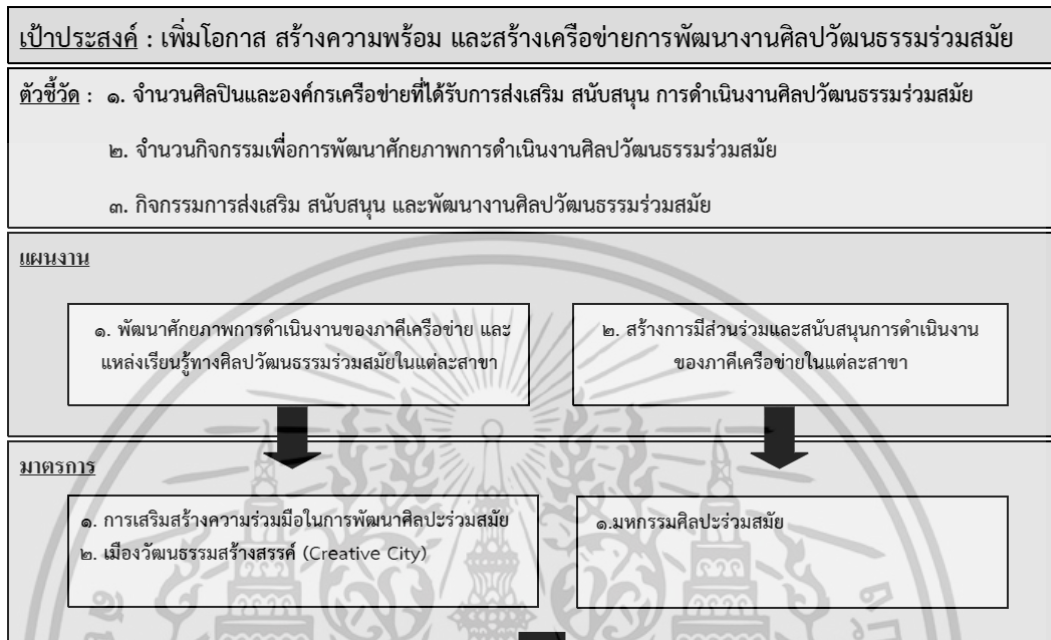 เป้าประสงค์ : เพิ่มโอกาส สร้างความพร้อม และสร้างเครือข่ายการพัฒนางานศิลปวัฒนธรรมร่วมสมัย
ตัวชี้วัด : ๑. จำนวนศิลปินและองค์กรเครือข่ายที่ได้รับการส่งเสริม สนับสนุน การดำเนินงานศิลปวัฒนธรรมร่วมสมัย
๒. จำนวนกิจกรรมเพื่อการพัฒนาศักยภาพการดำเนินงานศิลปวัฒนธรรมร่วมสมัย
๓. กิจกรรมการส่งเสริม สนับสนุน และพัฒนางานศิลปวัฒนธรรมร่วมสมัย
แผนงาน
๑. พัฒนาศักยภาพการดำเนินงานของภาคีเครือข่าย และ
แหล่งเรียนรู้ทางศิลปวัฒนธรรมร่วมสมัยในแต่ละสาขา
๒. สร้างการมีส่วนร่วมและสนับสนุนการดำเนินงาน
ของภาคีเครือข่ายในแต่ละสาขา
มาตรการ
๑. การเสริมสร้างความร่วมมือในการพัฒนาศิลปะร่วมสมัย
๒. เมืองวัฒนธรรมสร้างสรรค์ (Creative City)
๑.มหกรรมศิลปะร่วมสมัย